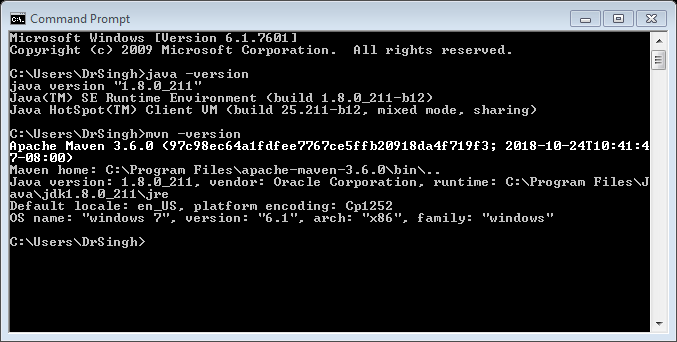 Command Prompt
Microsoft Windows [Version 6.1.7601]
Copyright (c) 2009 Microsoft Corporation.  All rights reserved.
C:\Users\DrSingh>java -version
java version "1.8.0_211"
Java(TM) SE Runtime Environment (build 1.8.0_211-b12)
Java HotSpot(TM) Client VM (build 25.211-b12, mixed mode, sharing)
C:\Users\DrSingh>mvn -version
Apache Maven 3.6.0 (97c98ec64a1fdfee7767ce5ffb20918da4f719f3; 2018-10-24T10:41:4
7-08:00)
Maven home: C:\Program Files\apache-maven-3.6.0\bin\..
Java version: 1.8.0_211, vendor: Oracle Corporation, runtime: C:\Program Files\J
ava\jdk1.8.0_211\jre
Default locale: en_US, platform encoding: Cp1252
OS name: "windows 7", version: "6.1", arch: "x86", family: "windows"
C:\Users\DrSingh>